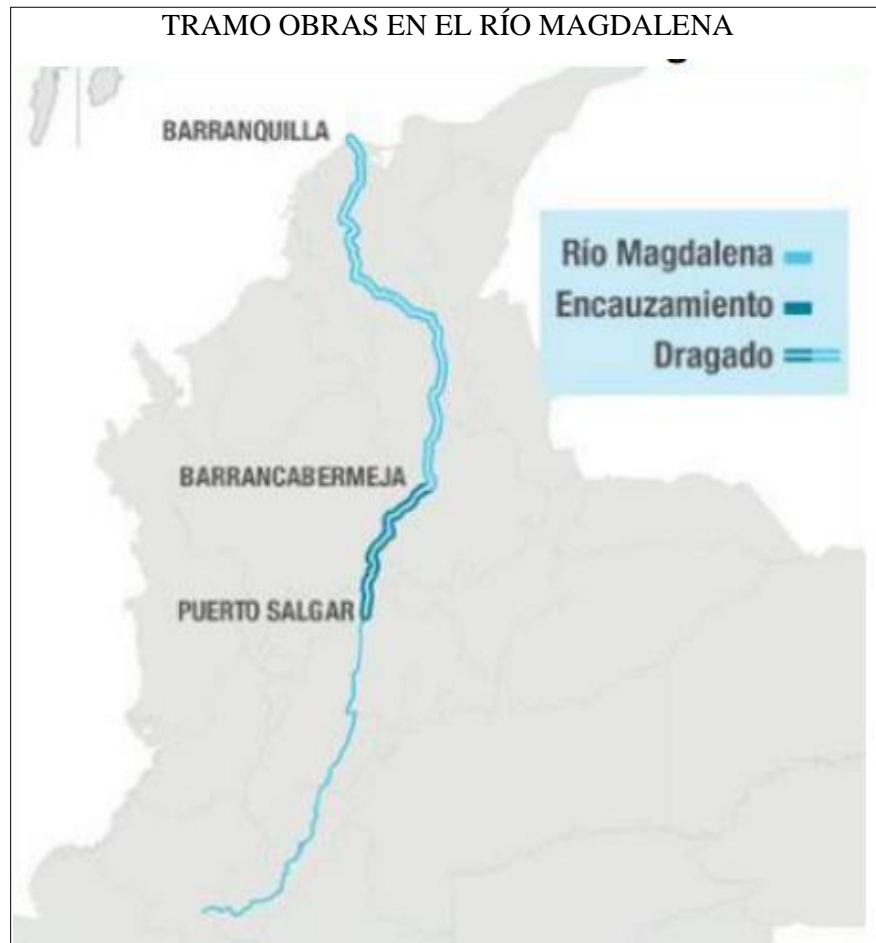 TRAMO OBRAS EN EL RÍO MAGDALENA
BARRANQUILLA
Río Magdalena
Encauzamiento
Dragado
BARRANCABERMEJA
PUERTO SALGAR